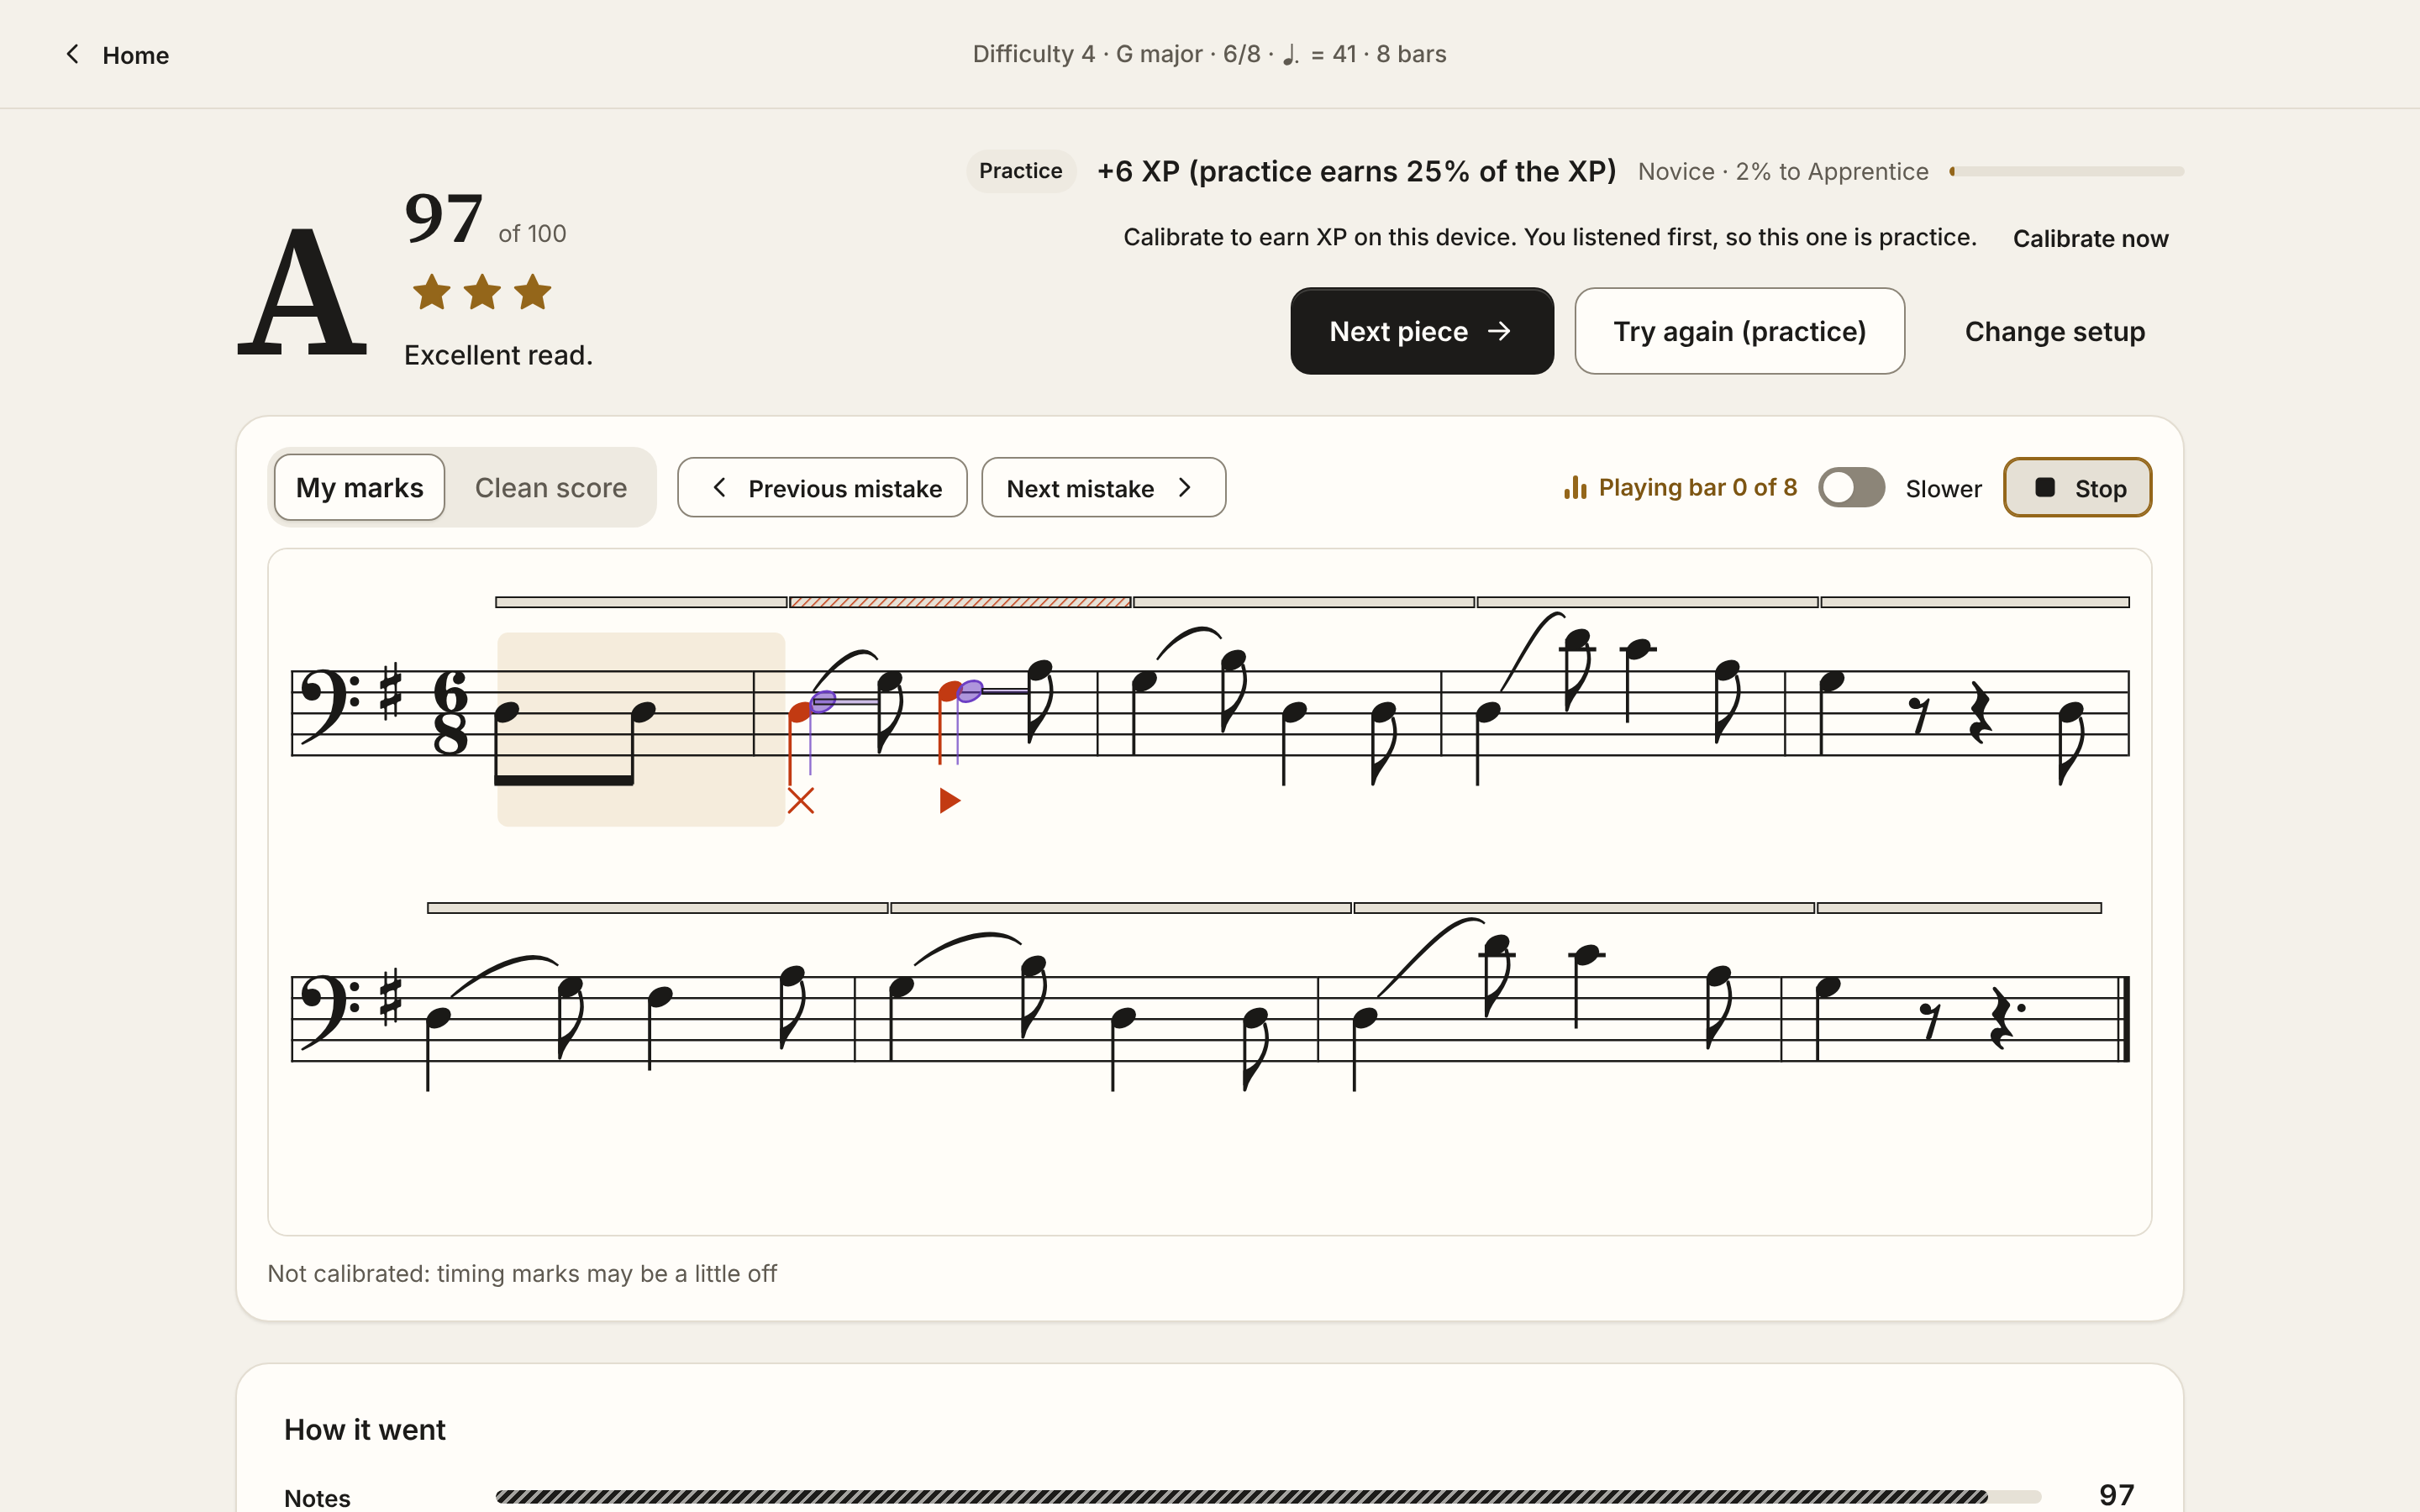 Home
Difficulty 4 · G major · 6/8 · ♩. = 41 · 8 bars
Practice +6 XP (practice earns 25% of the XP) Novice · 2% to Apprentice
A
97 of 100
Excellent read.
Calibrate to earn XP on this device. You listened first, so this one is practice. Calibrate now
Next piece → Try again (practice) Change setup
My marks Clean score Previous mistake Next mistake Playing bar 0 of 8 Slower Stop
6
8
Not calibrated: timing marks may be a little off
How it went
Notes 97